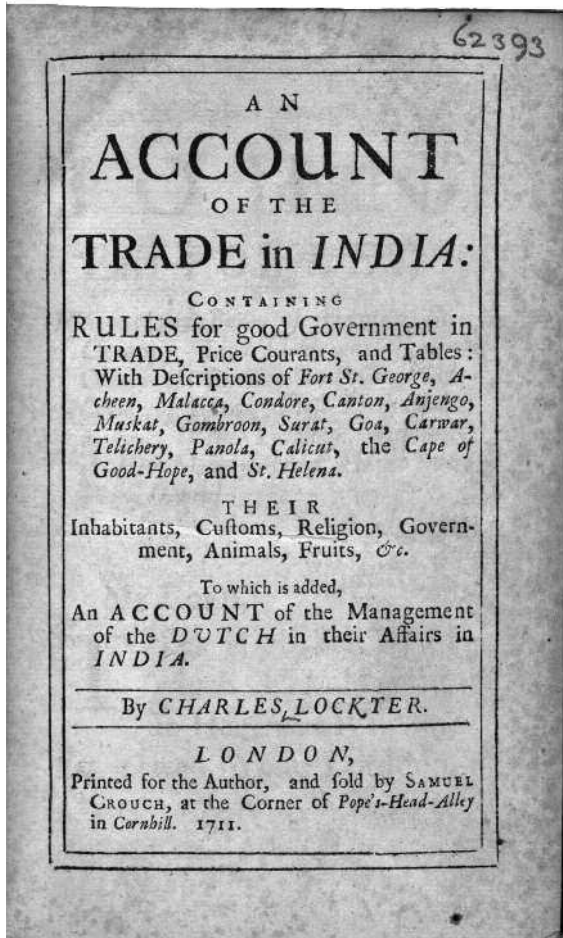 62393
AN
ACCOUNT
OF THE
TRADE in INDIA:
CONTAINING
RULES for good Government in
TRADE, Price Courants, and Tables:
With Deſcriptions of Fort St. George, A-
cheen, Malacca, Condore, Canton, Anjengo,
Muskat, Gombroon, Surat, Goa, Carwar,
Telichery, Panola, Calicut, the Cape of
Good-Hope, and St. Helena.
THEIR
Inhabitants, Cuſtoms, Religion, Govern-
ment, Animals, Fruits, &c.
To which is added,
An ACCOUNT of the Management
of the DVTCH in their Affairs in
INDIA.
By CHARLES LOCKYER.
LONDON,
Printed for the Author, and ſold by SAMUEL
CROUCH, at the Corner of Pope's-Head-Alley
in Cornhill. 1711.